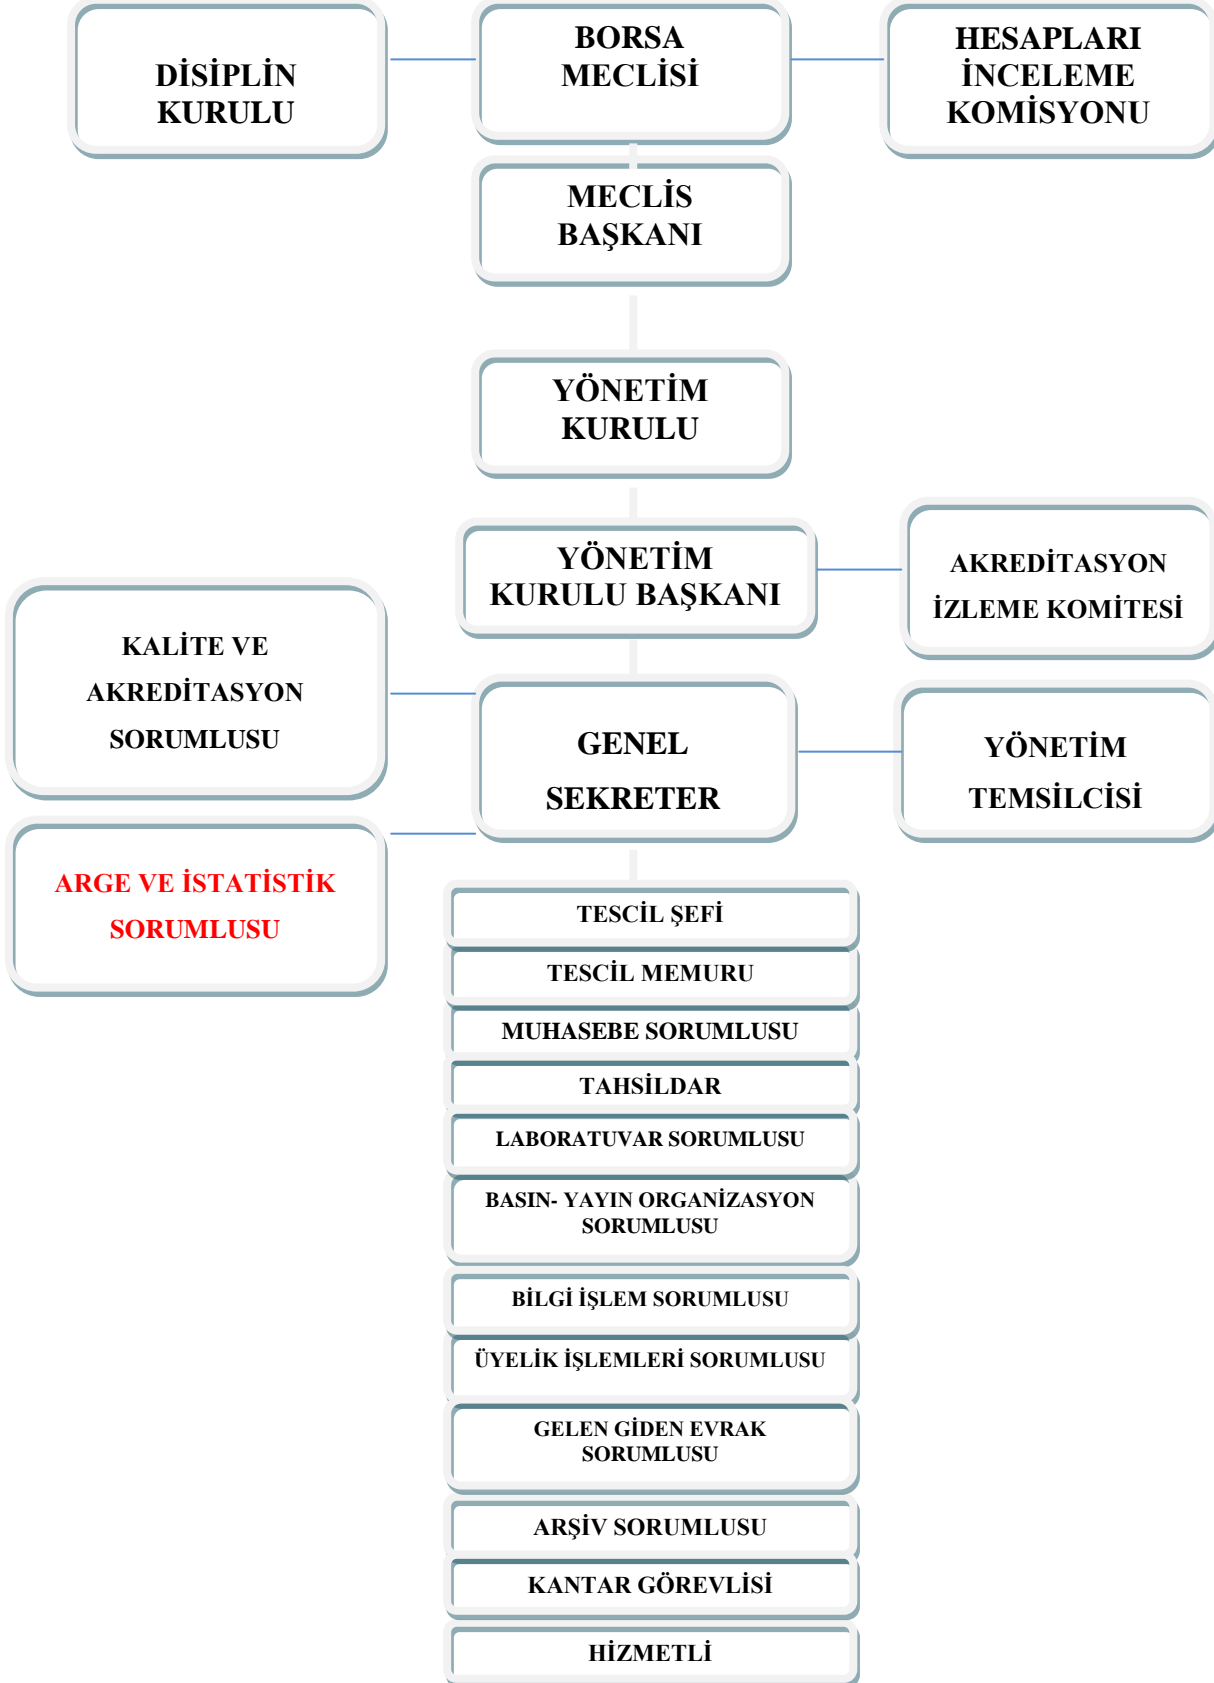 DİSİPLİN
KURULU
BORSA
MECLİSİ
HESAPLARI
İNCELEME
KOMİSYONU
MECLİS
BAŞKANI
YÖNETİM
KURULU
YÖNETİM
KURULU BAŞKANI
AKREDİTASYON
İZLEME KOMİTESİ
KALİTE VE
AKREDİTASYON
SORUMLUSU
GENEL
SEKRETER
YÖNETİM
TEMSİLCİSİ
ARGE VE İSTATİSTİK
SORUMLUSU
TESCİL ŞEFİ
TESCİL MEMURU
MUHASEBE SORUMLUSU
TAHSİLDAR
LABORATUVAR SORUMLUSU
BASIN- YAYIN ORGANİZASYON
SORUMLUSU
BİLGİ İŞLEM SORUMLUSU
ÜYELİK İŞLEMLERİ SORUMLUSU
GELEN GİDEN EVRAK
SORUMLUSU
ARŞİV SORUMLUSU
KANTAR GÖREVLİSİ
HİZMETLİ